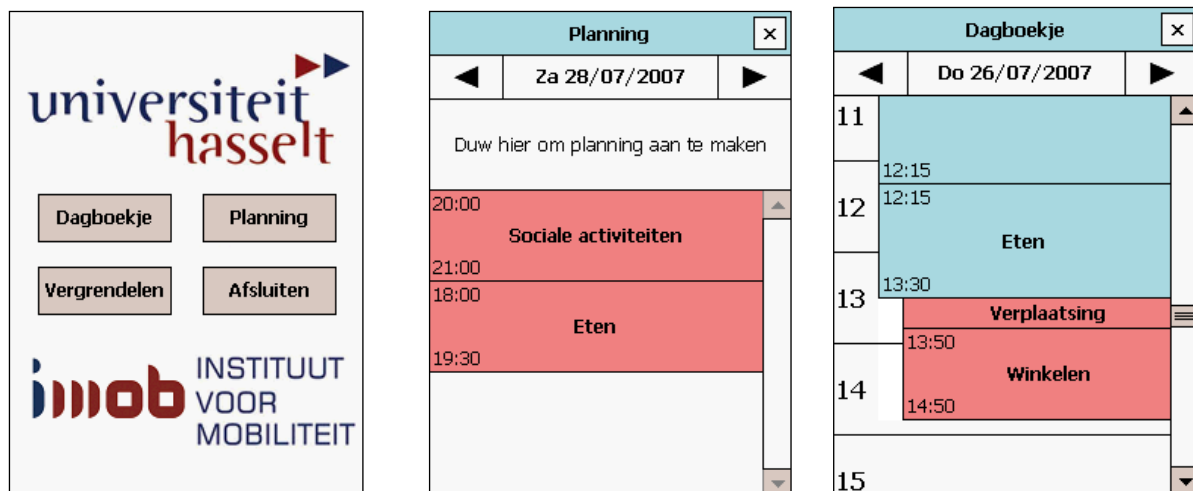 universiteit
hasselt
Dagboekje
Planning
Vergrendelen
Afsluiten
imob
INSTITUUT
VOOR
MOBILITEIT
Planning
Za 28/07/2007
Duw hier om planning aan te maken
20:00
Sociale activiteiten
21:00
18:00
Eten
19:30
Dagboekje
Do 26/07/2007
11
12:15
12
12:15
Eten
13:30
13
Verplaatsing
13:50
Winkelen
14
14:50
15